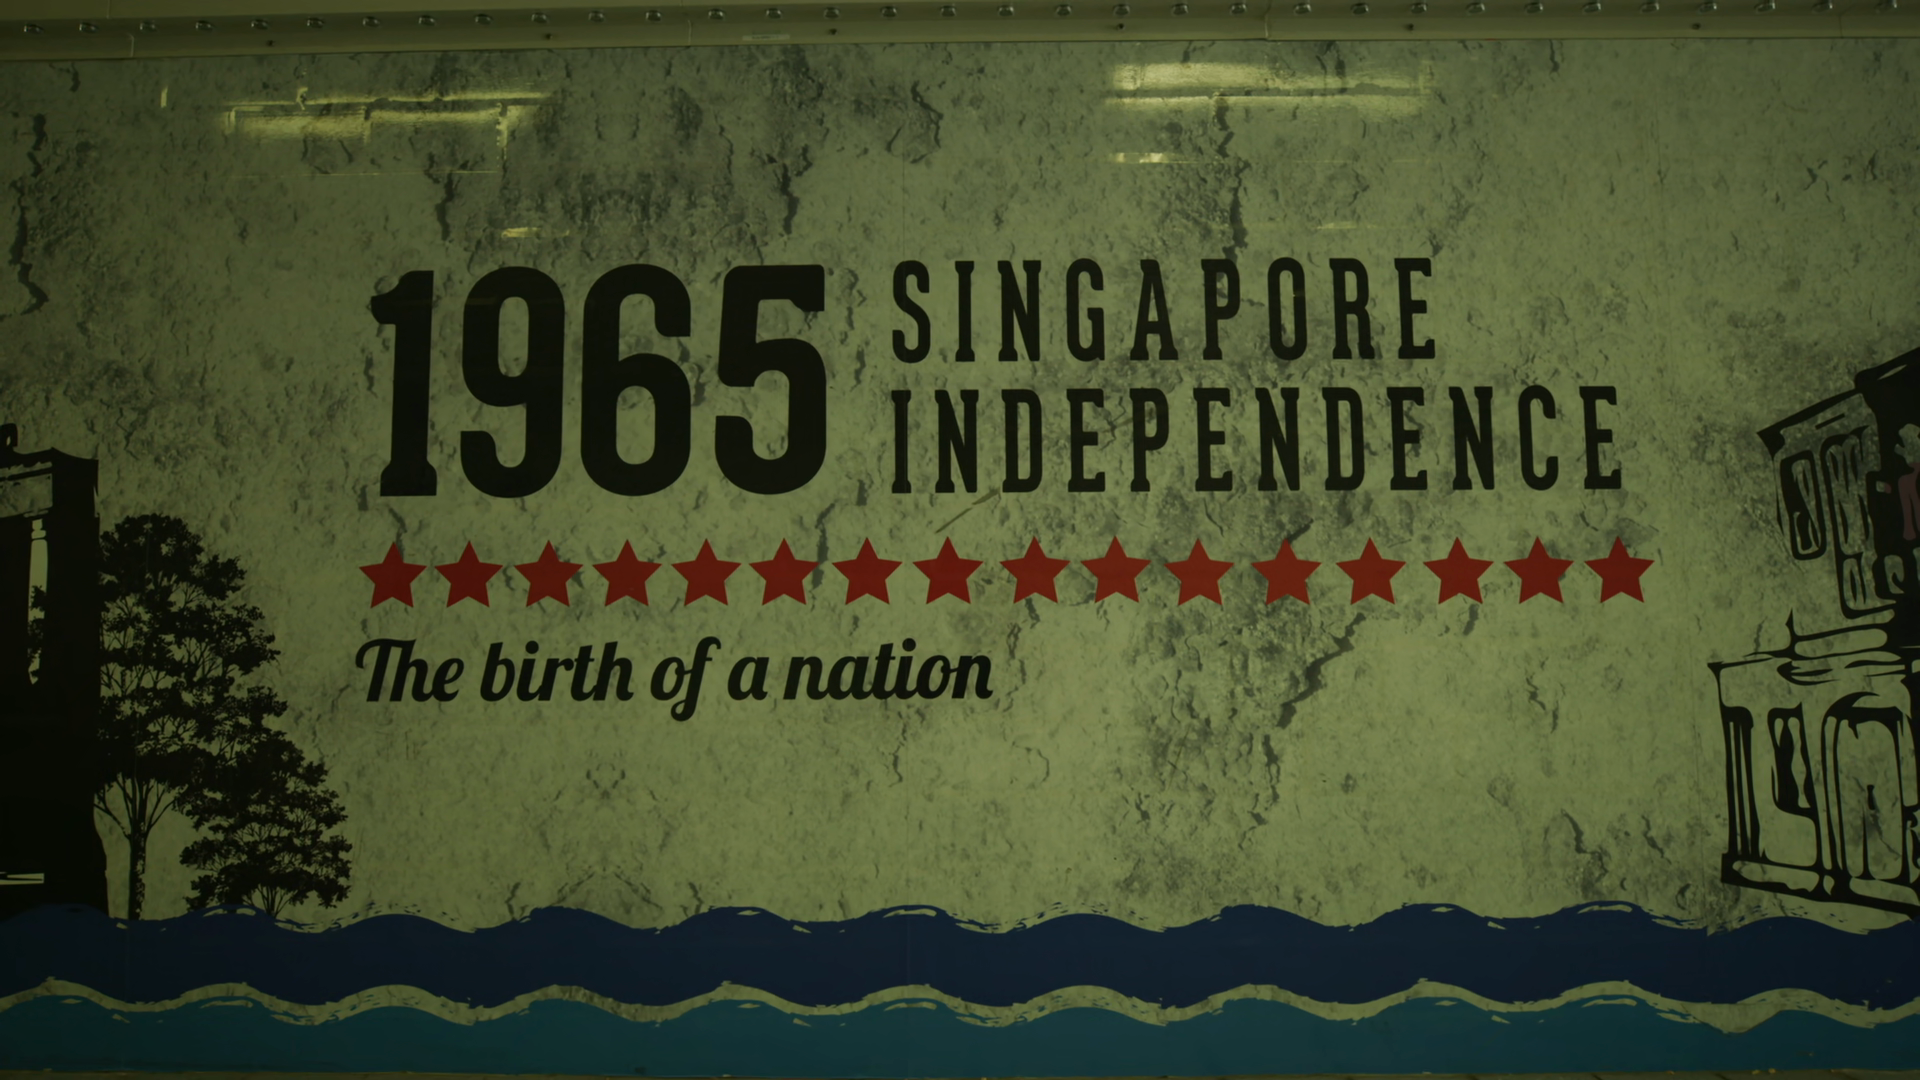 1965 SINGAPORE
INDEPENDENCE
The birth of a nation